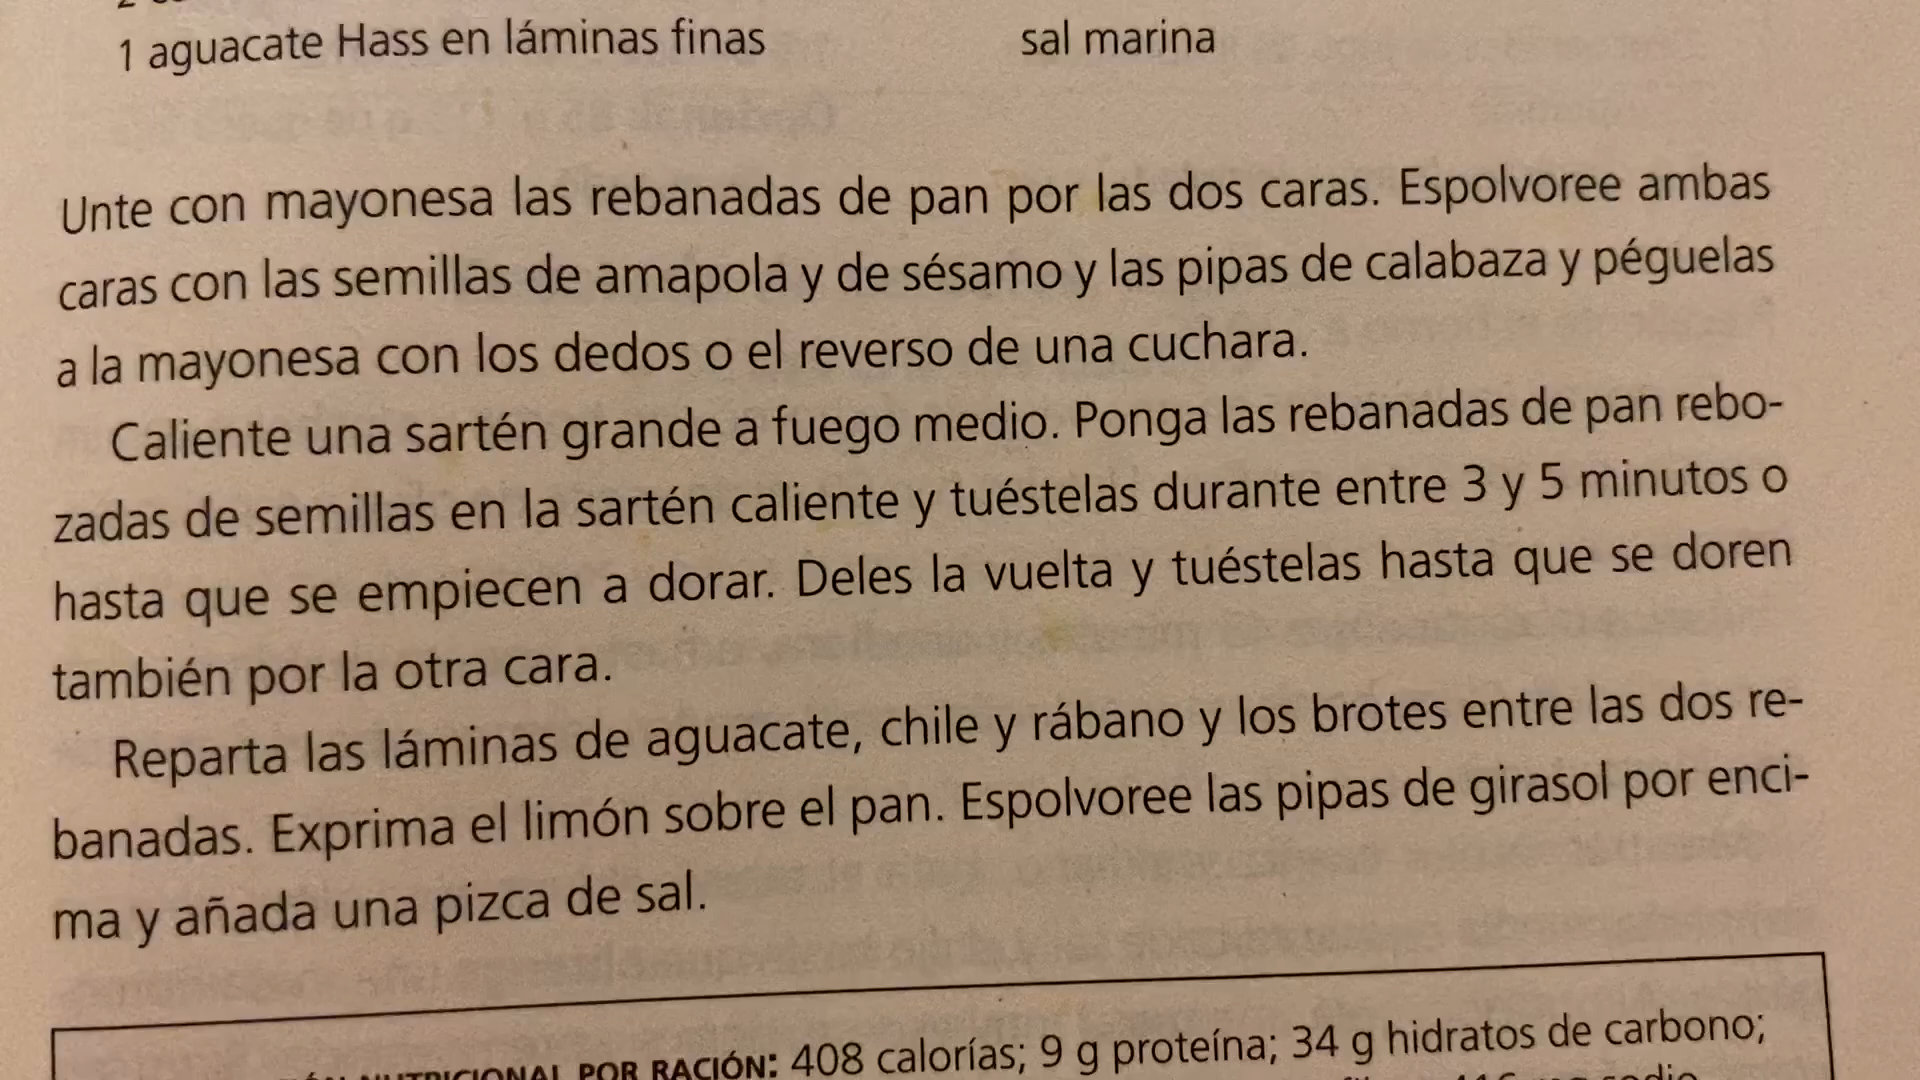 1 aguacate Hass en láminas finas
sal marina
Unte con mayonesa las rebanadas de pan por las dos caras. Espolvoree ambas
caras con las semillas de amapola y de sésamo y las pipas de calabaza y péguelas
a la mayonesa con los dedos o el reverso de una cuchara.
Caliente una sartén grande a fuego medio. Ponga las rebanadas de pan rebo-
zadas de semillas en la sartén caliente y tuéstelas durante entre 3 y 5 minutos o
hasta que se empiecen a dorar. Deles la vuelta y tuéstelas hasta que se doren
también por la otra cara.
Reparta las láminas de aguacate, chile y rábano y los brotes entre las dos re-
banadas. Exprima el limón sobre el pan. Espolvoree las pipas de girasol por enci-
ma y añada una pizca de sal.
NUTRICIONAL POR RACIÓN: 408 calorías; 9 g proteína; 34 g hidratos de carbono;
sodio